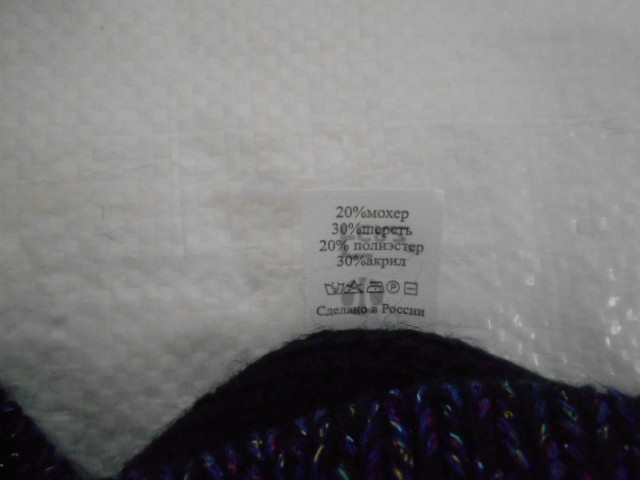 20%мохер
30%шерсть
20% полиэстер
30%акрил
Сделано в России